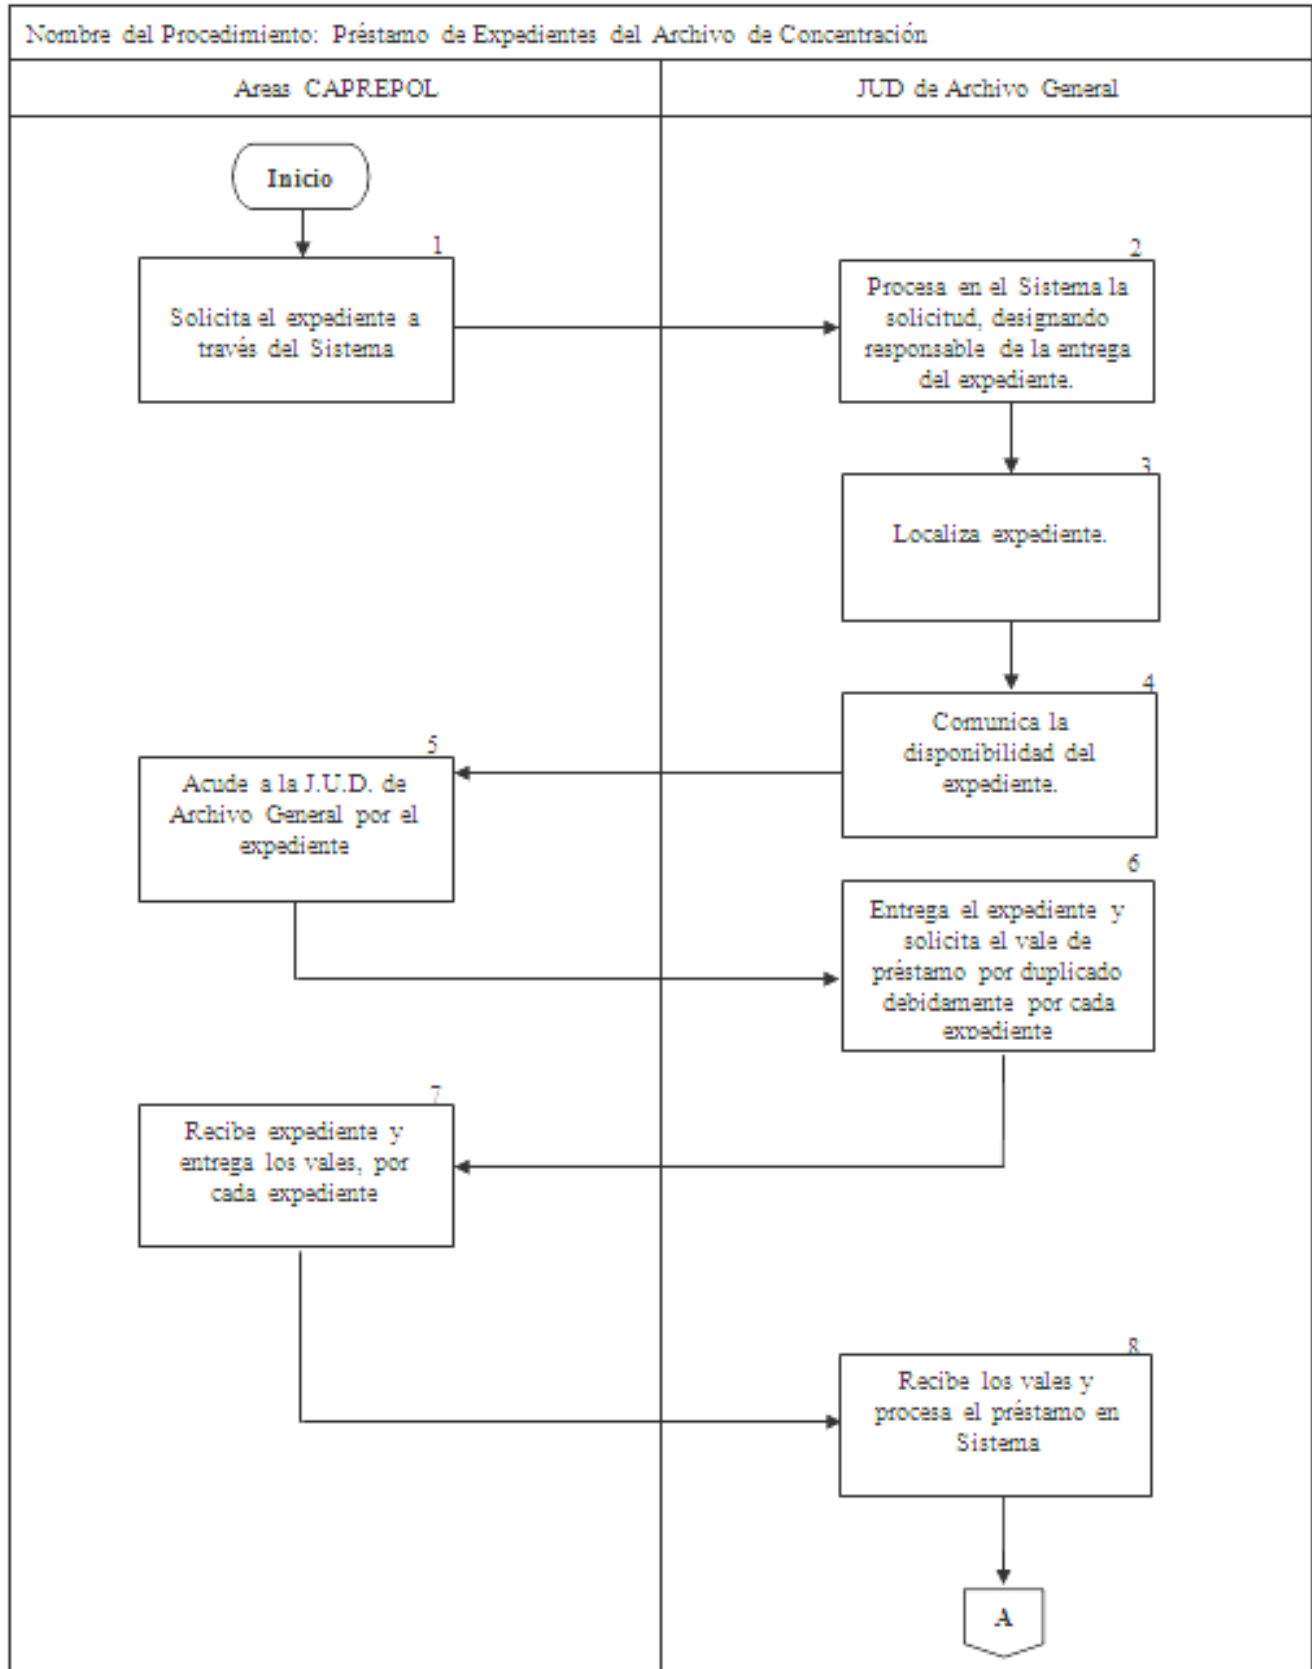 Nombre del Procedimiento: Préstamo de Expedientes del Archivo de Concentración
Areas CAPREPOL
JUD de Archivo General
Inicio
1
Solicita el expediente a
través del Sistema
2
Procesa en el Sistema la
solicitud, designando
responsable de la entrega
del expediente.
3
Localiza expediente.
4
Comunica la
disponibilidad del
expediente.
5
Acude a la J.U.D. de
Archivo General por el
expediente
6
Entrega el expediente y
solicita el vale de
préstamo por duplicado
debidamente por cada
expediente
7
Recibe expediente y
entrega los vales, por
cada expediente
8
Recibe los vales y
procesa el préstamo en
Sistema
A